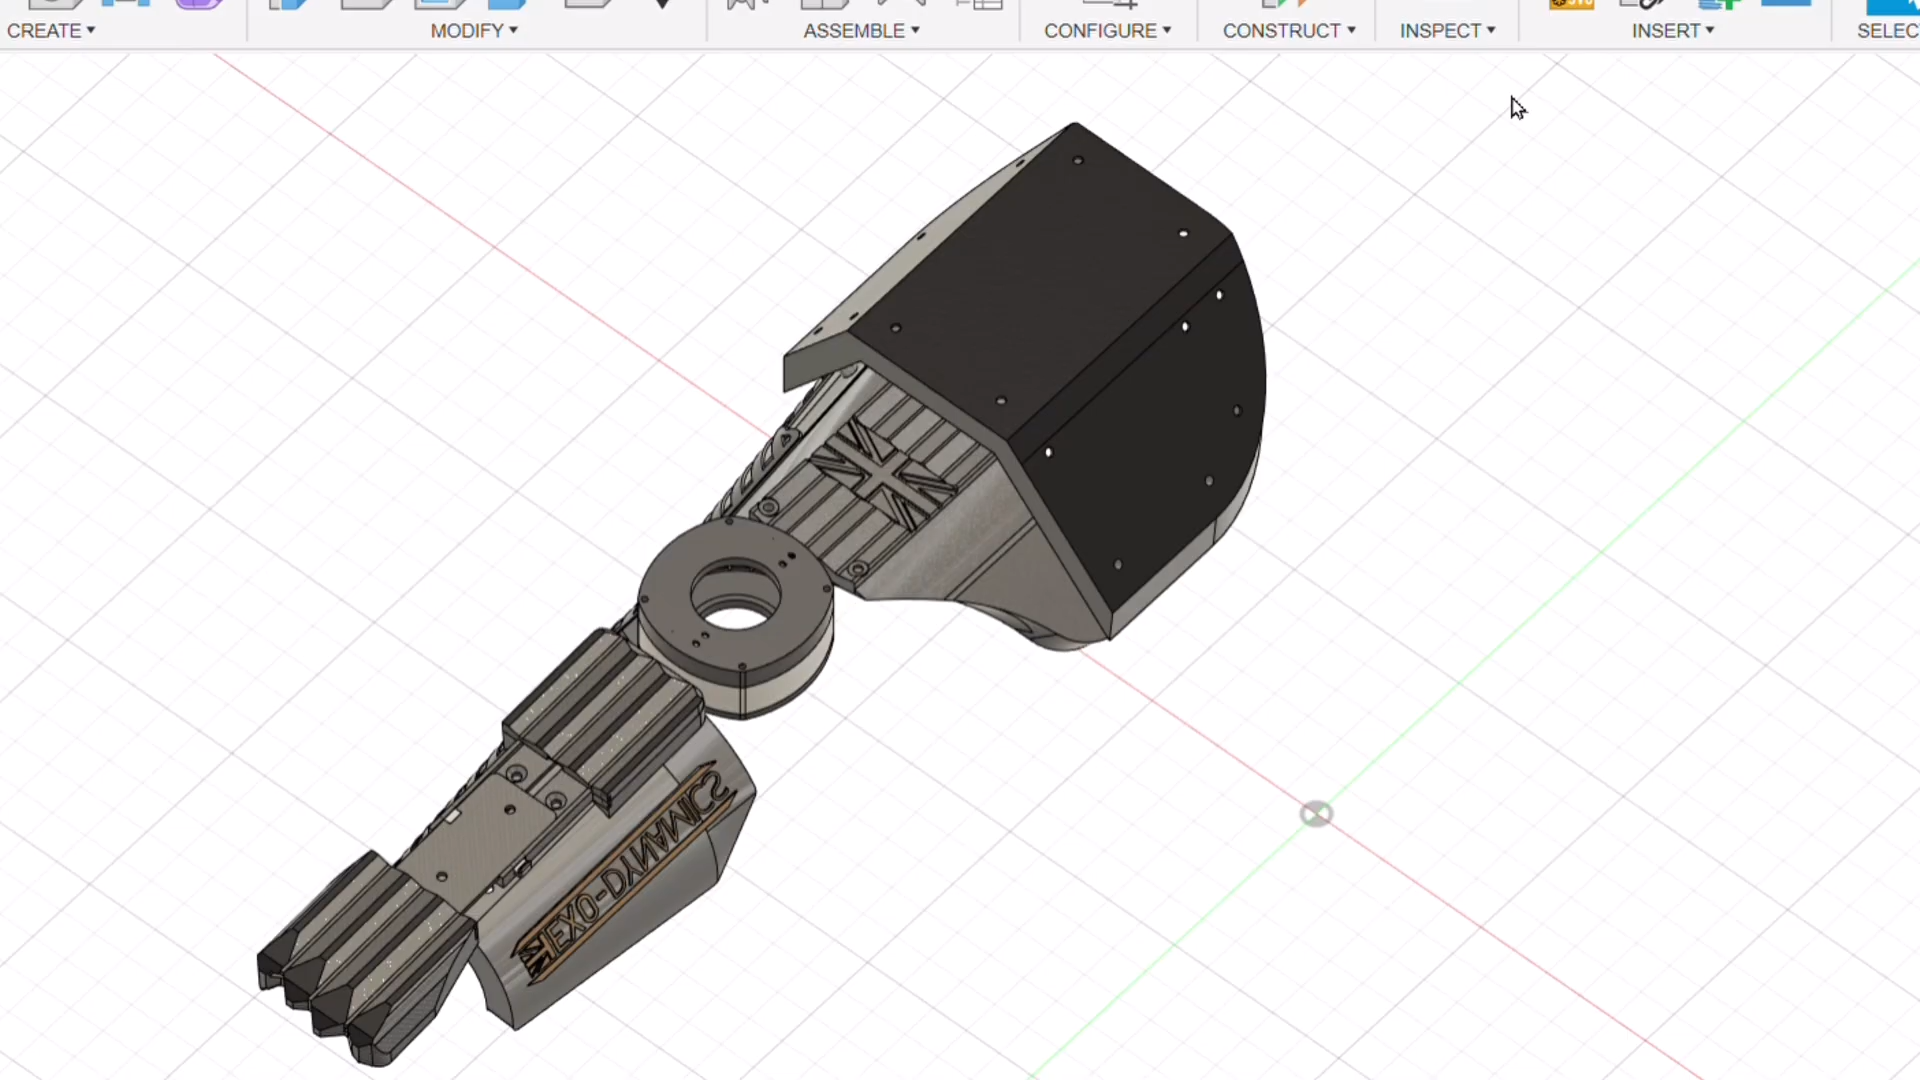 CREATE
MODIFY
ASSEMBLE
CONFIGURE
CONSTRUCT
INSPECT
INSERT
SELEC
EXO-DYNAMICS